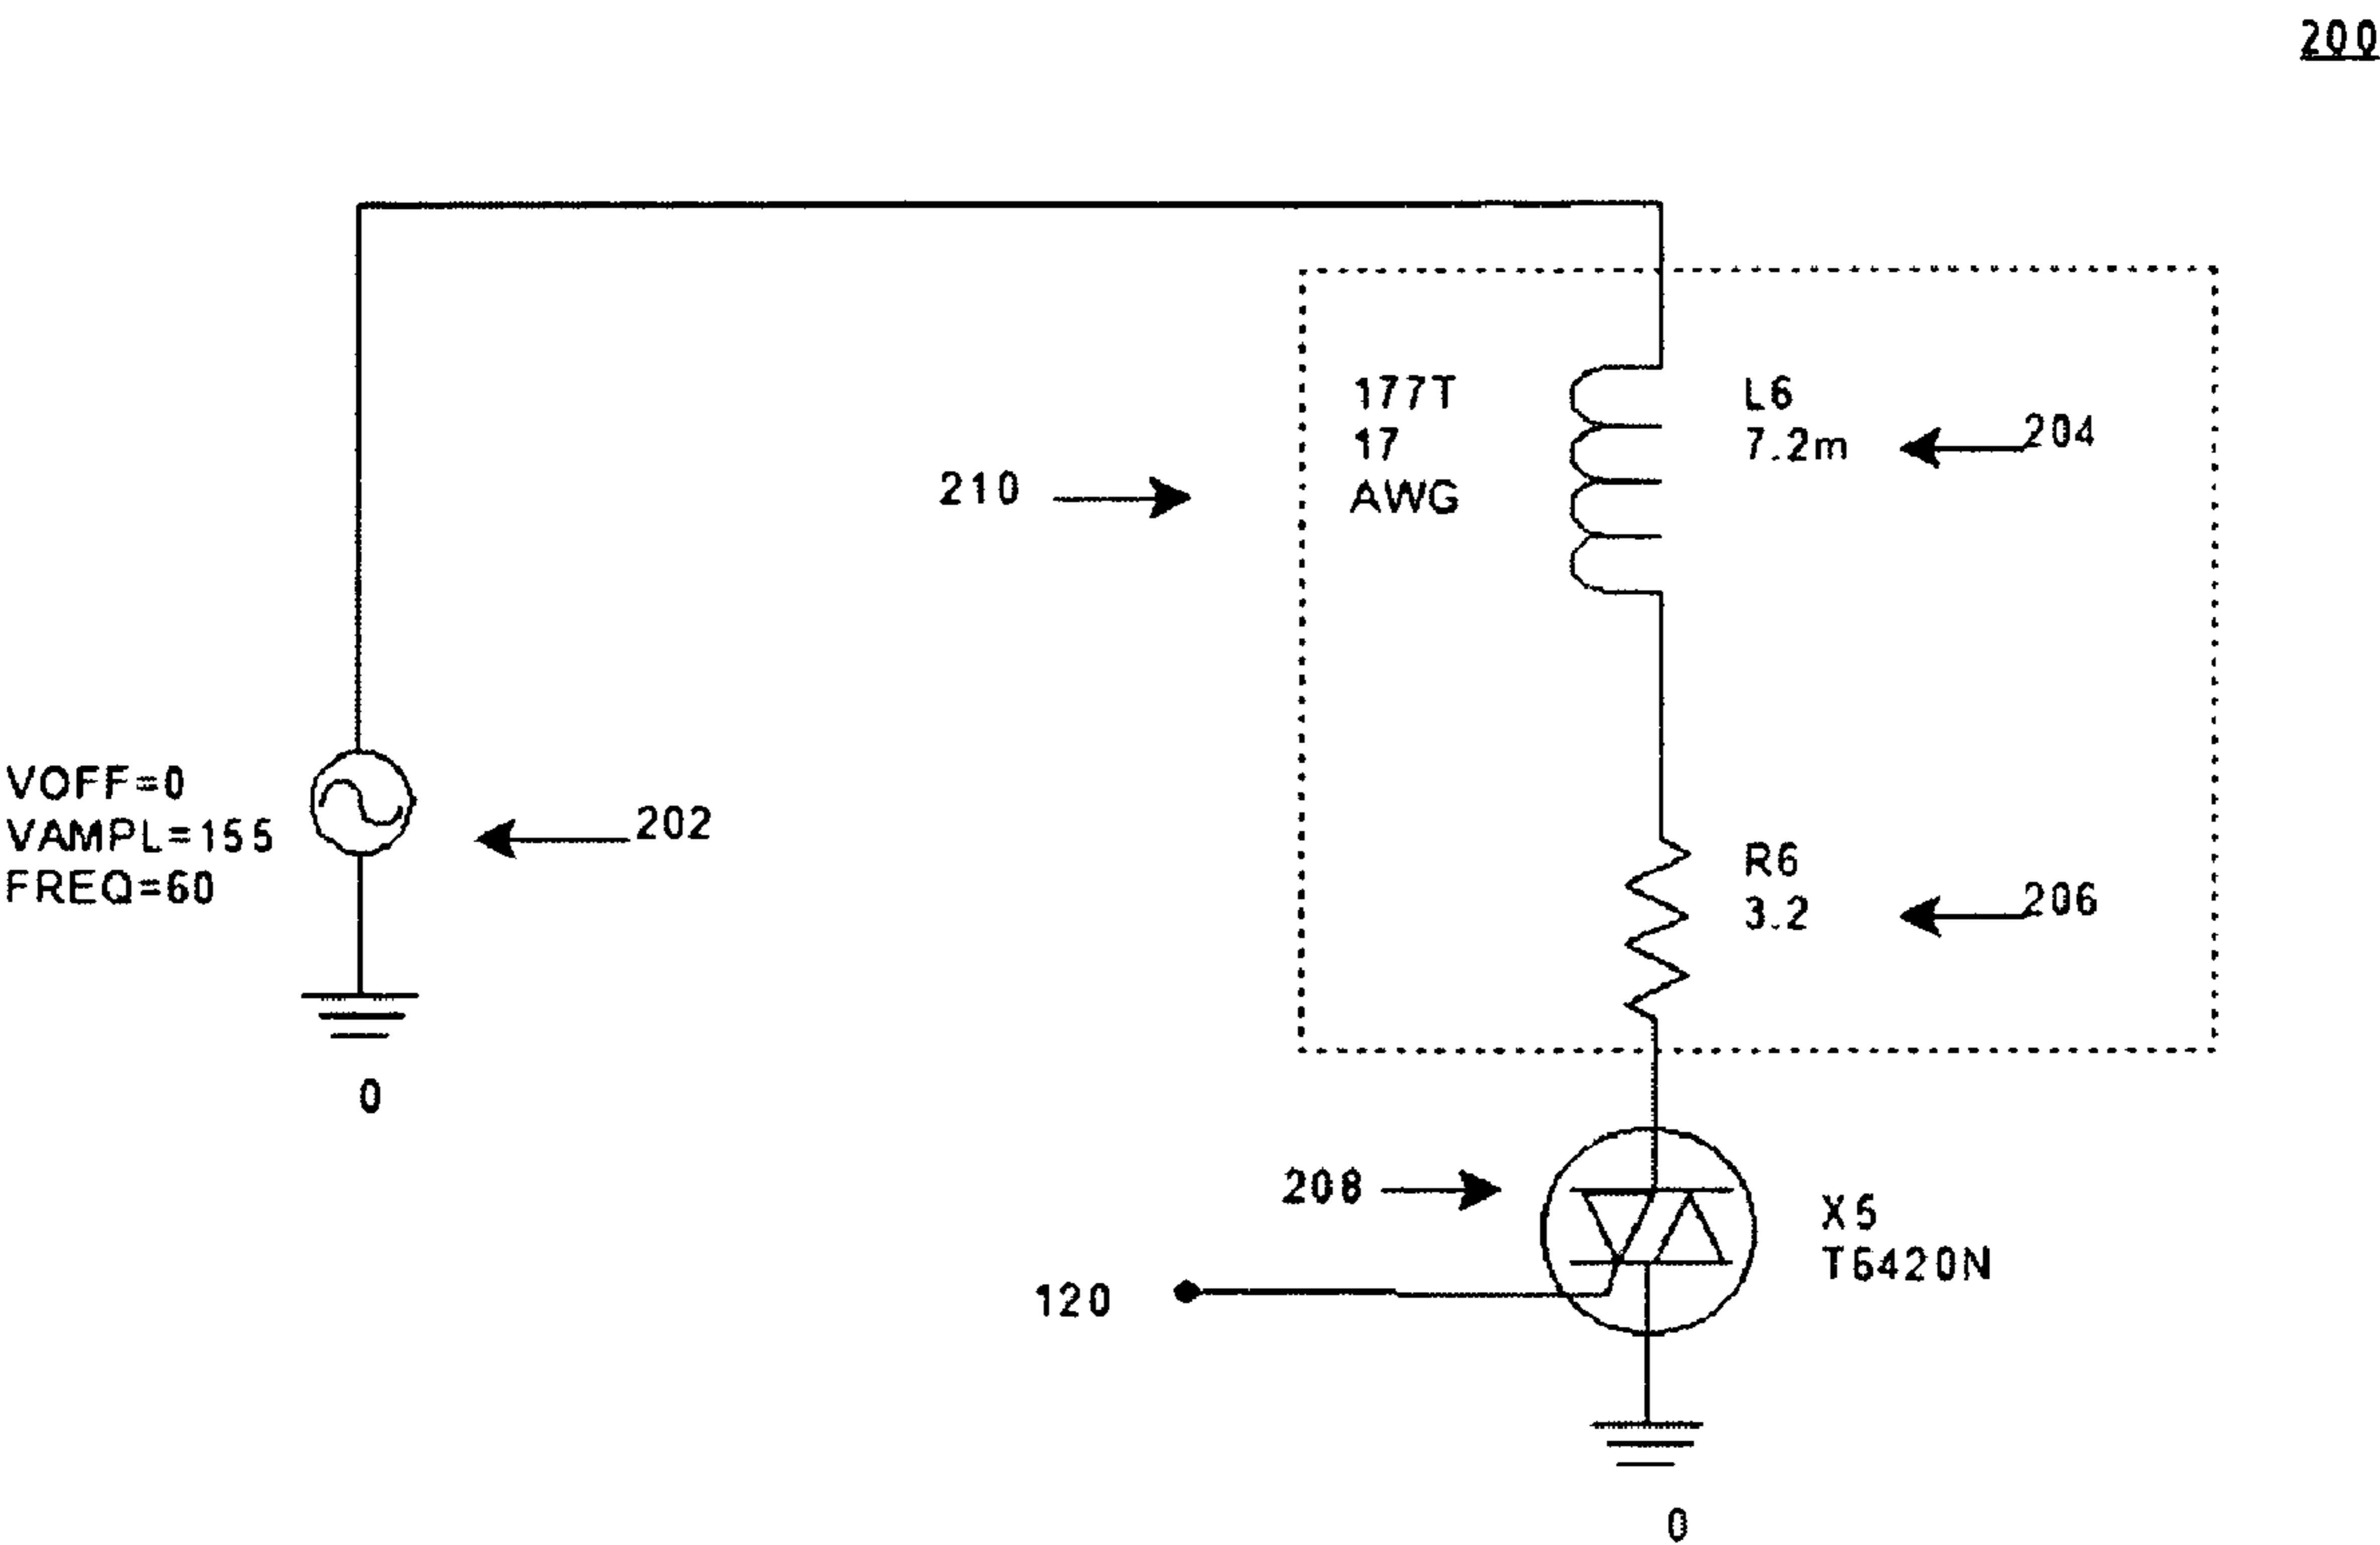 200
177T
17
AWG
L6
7.2m
204
210
VOFF=0
VAMPL=155
FREQ=60
202
R6
3.2
206
0
208
X5
T6420N
120
0